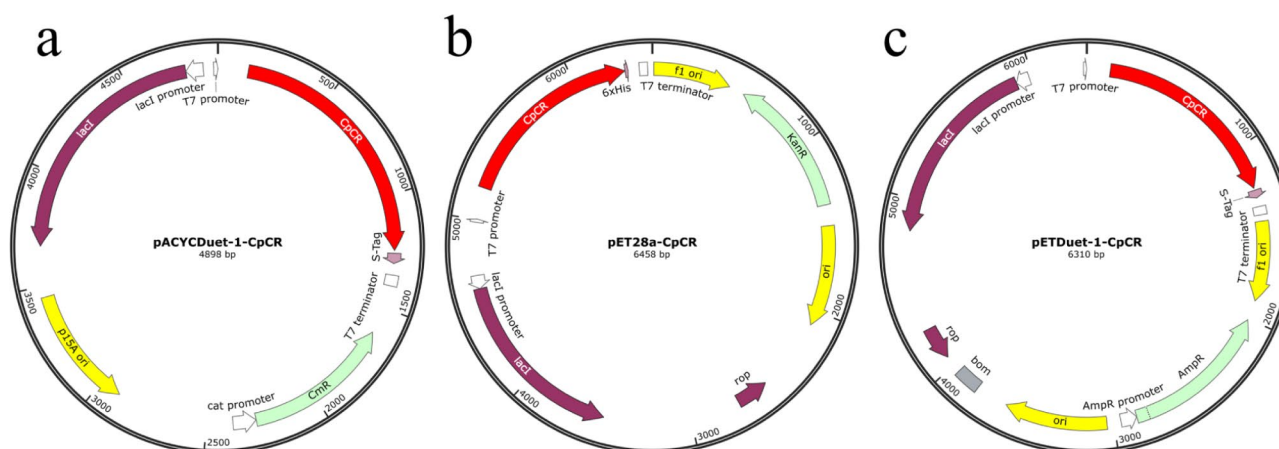 a
b
c
4500
500
lacI promoter
T7 promoter
lacI
CpCR
4000
1000
pACYCDuet-1-CpCR
4898 bp
S-Tag
T7 terminator
1500
3500
p15A ori
CmR
cat promoter
3000
2000
2500
6000
6xHis
T7 terminator
f1 ori
CpCR
1000
KanR
5000
T7 promoter
pET28a-CpCR
6458 bp
ori
lacI promoter
2000
lacI
rop
4000
3000
6000
T7 promoter
lacI promoter
CpCR
lacI
1000
5000
S-Tag
pETDuet-1-CpCR
6310 bp
T7 terminator
f1 ori
2000
rop
bom
4000
AmpR promoter
AmpR
ori
3000